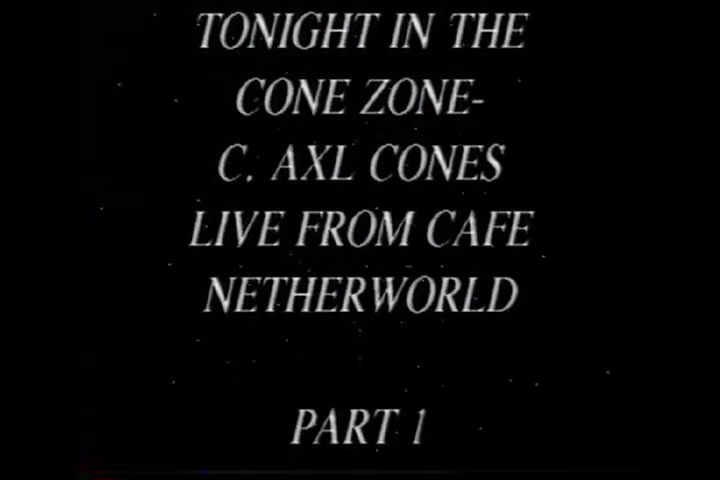 TONIGHT IN THE
CONE ZONE-
C. AXL CONES
LIVE FROM CAFE
NETHERWORLD
PART 1